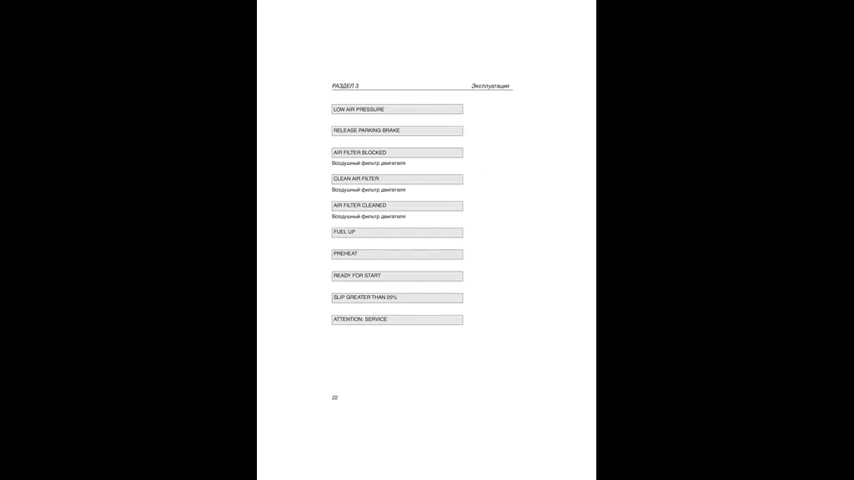 РАЗДЕЛ 3 Эксплуатация
LOW AIR PRESSURE
RELEASE PARKING BRAKE
AIR FILTER BLOCKED
Воздушный фильтр двигателя
CLEAN AIR FILTER
Воздушный фильтр двигателя
AIR FILTER CLEANED
Воздушный фильтр двигателя
FUEL UP
PREHEAT
READY FOR START
SLIP GREATER THAN 20%
ATTENTION: SERVICE
22